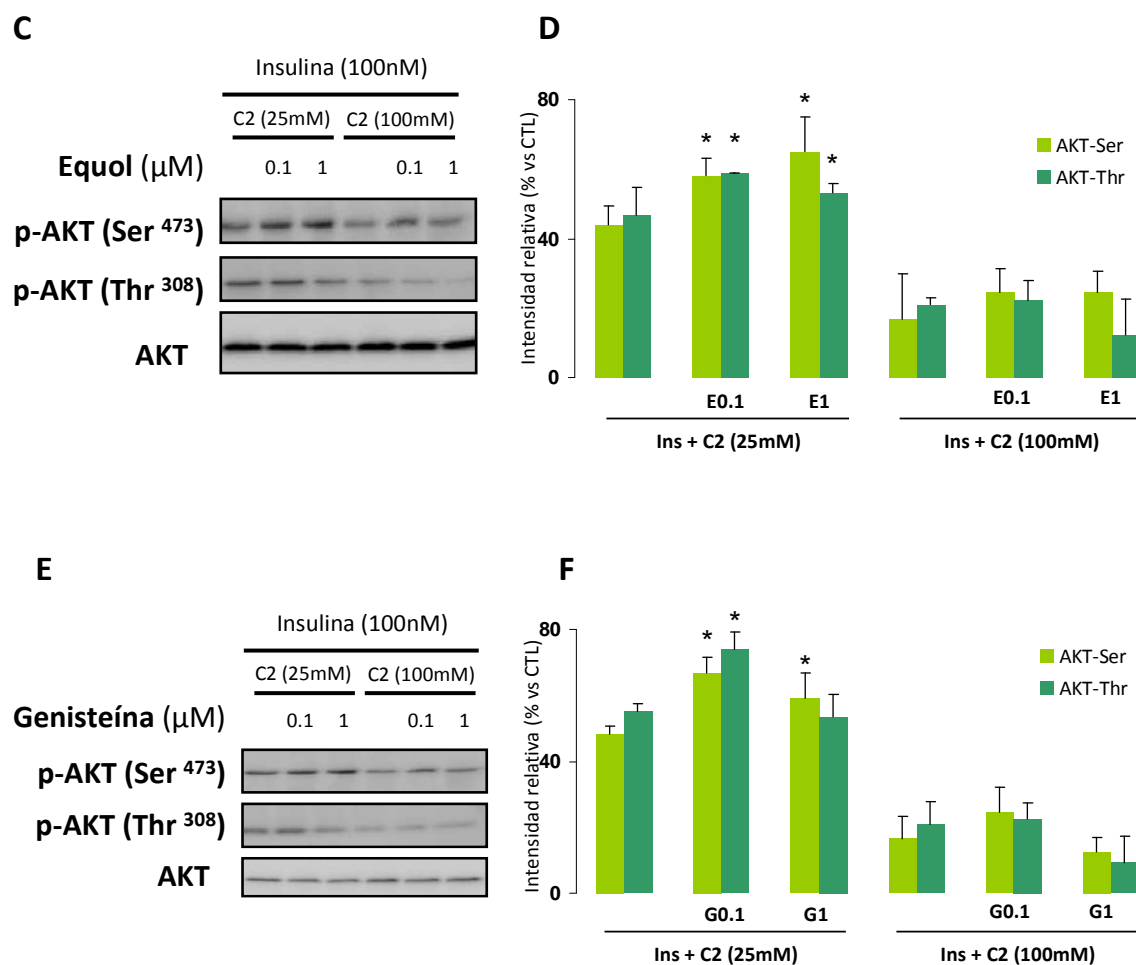 C
Insulina (100nM)
C2 (25mM) C2 (100mM)
Equol (µM) 0.1 1 0.1 1
p-AKT (Ser 473)
p-AKT (Thr 308)
AKT
D
Intensidad relativa (% vs CTL)
80
40
0
* * * *
AKT-Ser
AKT-Thr
E0.1 E1 E0.1 E1
Ins + C2 (25mM) Ins + C2 (100mM)
E
Insulina (100nM)
C2 (25mM) C2 (100mM)
Genisteína (µM) 0.1 1 0.1 1
p-AKT (Ser 473)
p-AKT (Thr 308)
AKT
F
Intensidad relativa (% vs CTL)
80
40
0
* * *
AKT-Ser
AKT-Thr
G0.1 G1 G0.1 G1
Ins + C2 (25mM) Ins + C2 (100mM)